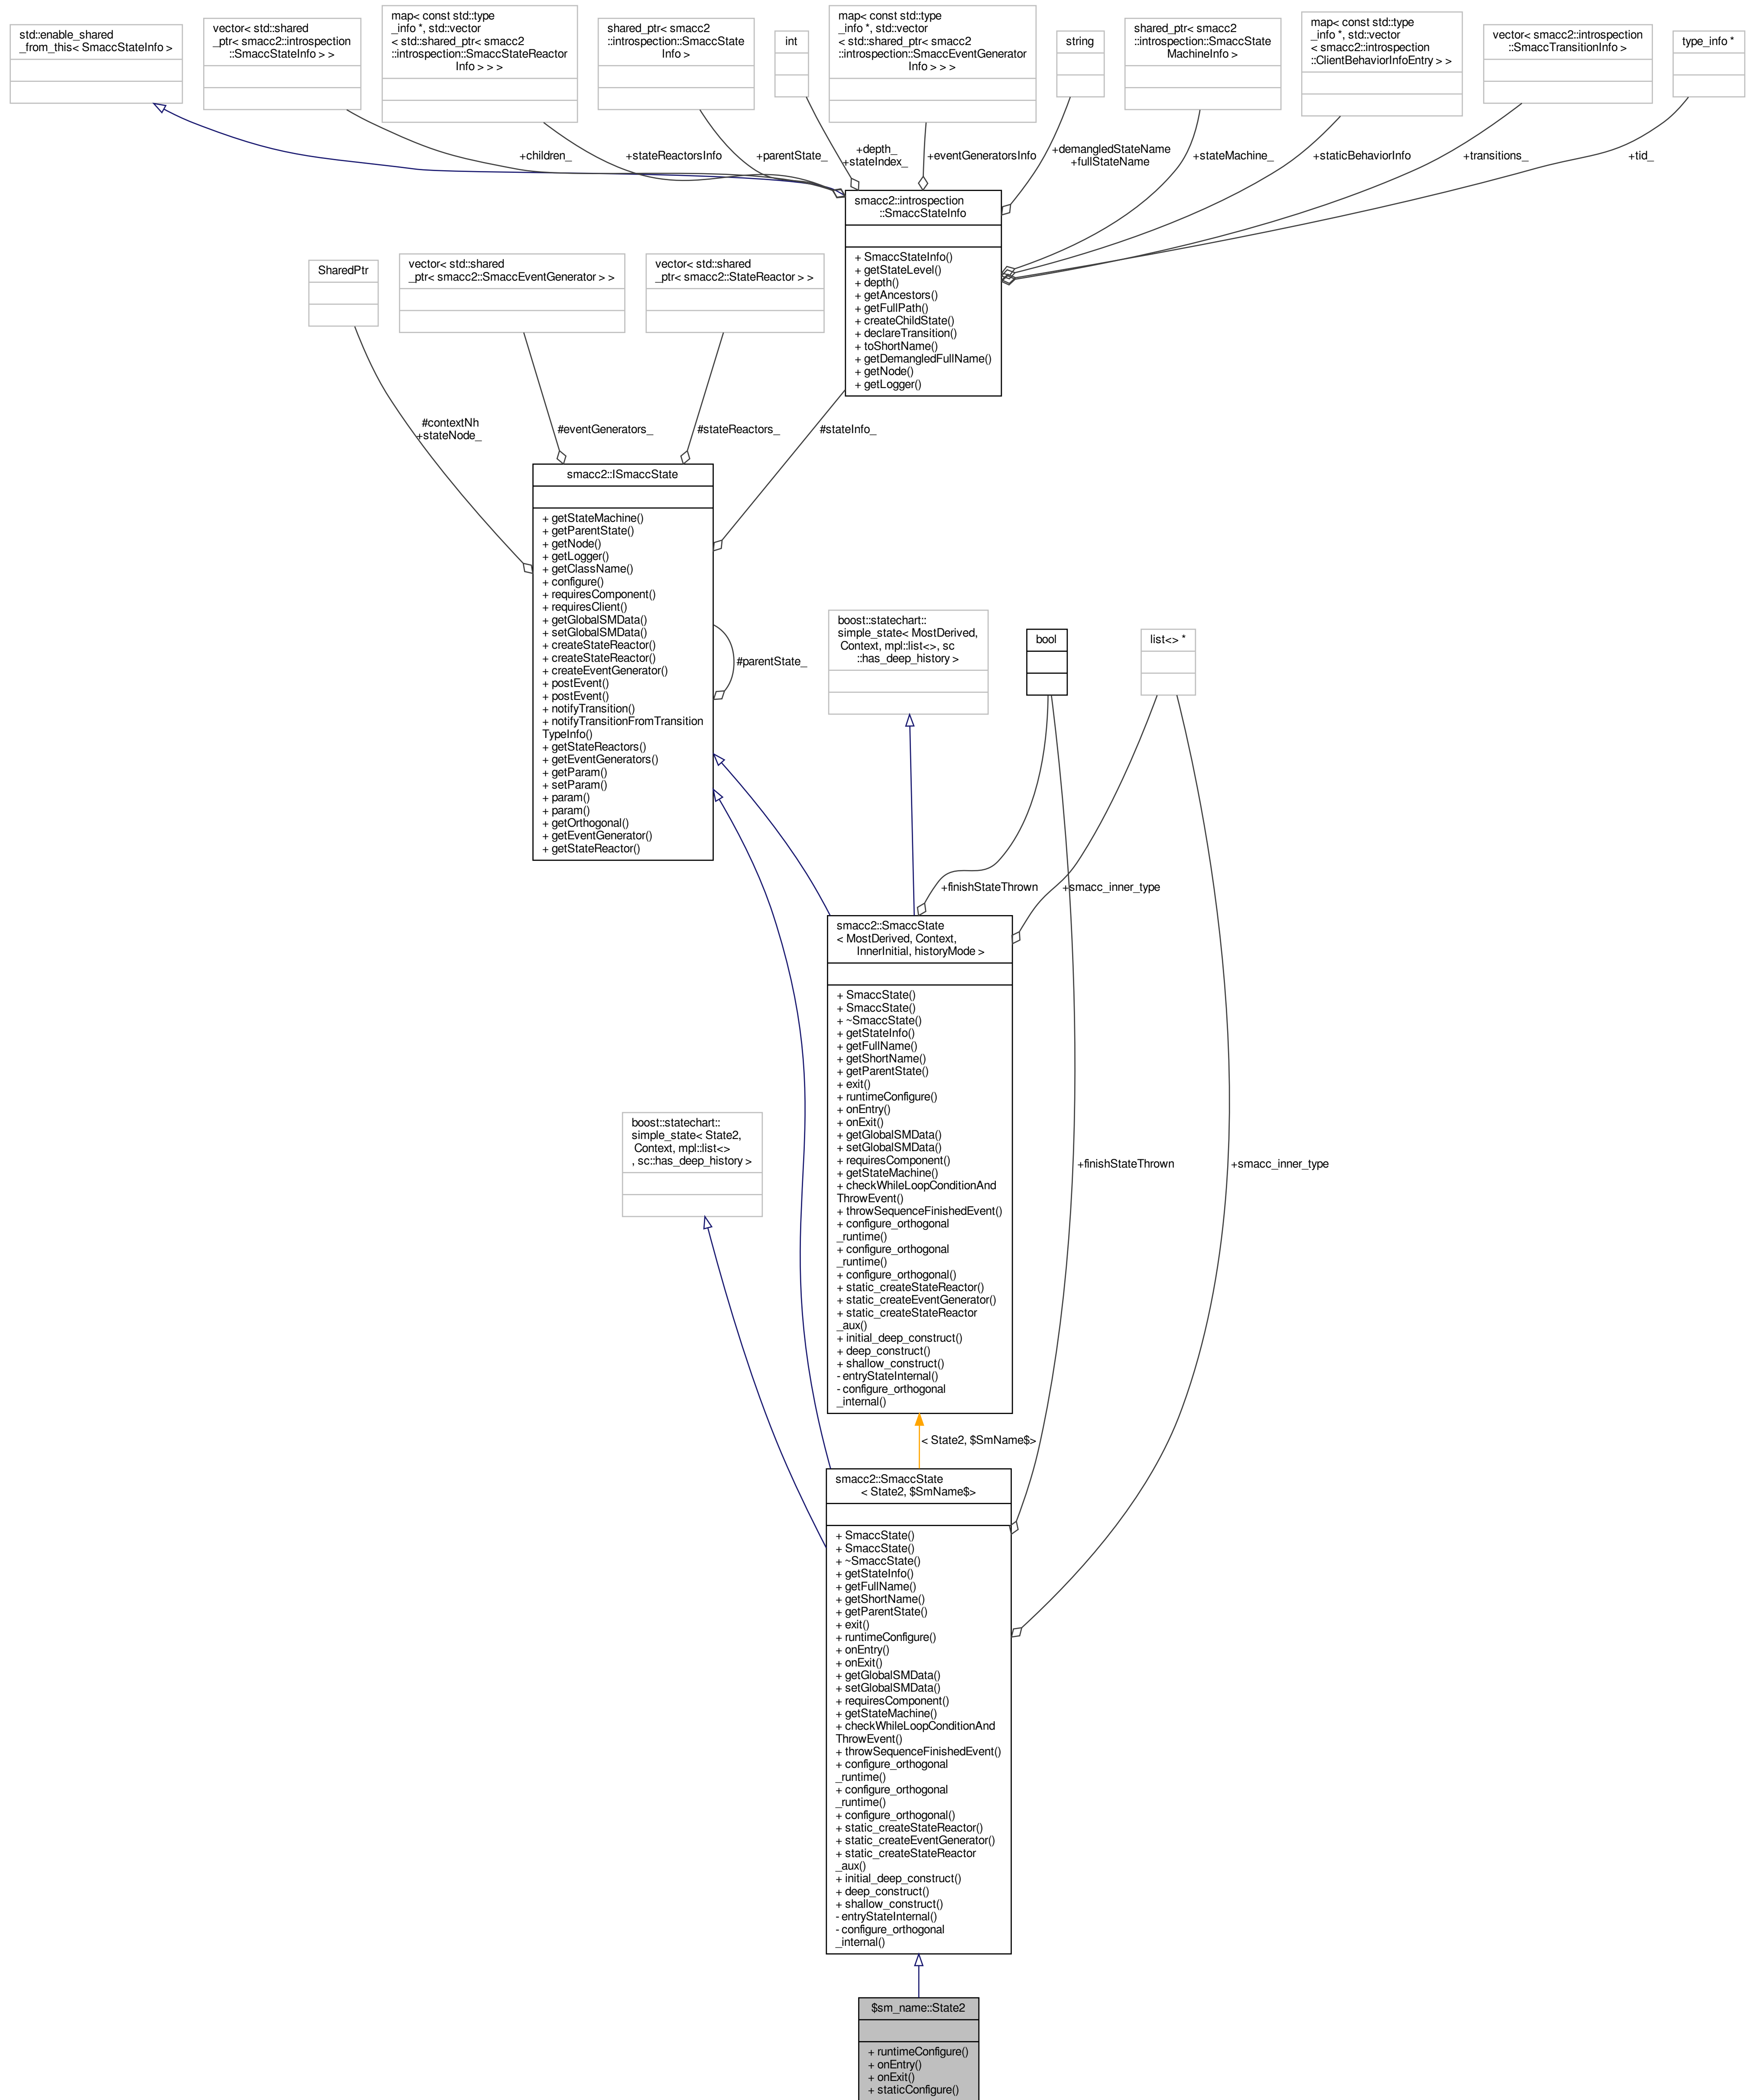 std::enable_shared
_from_this< SmaccStateInfo >
vector< std::shared
_ptr< smacc2::introspection
::SmaccStateInfo > >
map< const std::type
_info *, std::vector
< std::shared_ptr< smacc2
::introspection::SmaccStateReactor
Info > > >
shared_ptr< smacc2
::introspection::SmaccState
Info >
int
map< const std::type
_info *, std::vector
< std::shared_ptr< smacc2
::introspection::SmaccEventGenerator
Info > > >
string
shared_ptr< smacc2
::introspection::SmaccState
MachineInfo >
map< const std::type
_info *, std::vector
< smacc2::introspection
::ClientBehaviorInfoEntry > >
vector< smacc2::introspection
::SmaccTransitionInfo >
type_info *
+children_
+stateReactorsInfo
+parentState_
+depth_
+stateIndex_
+eventGeneratorsInfo
+demangledStateName
+fullStateName
+stateMachine_
+staticBehaviorInfo
+transitions_
+tid_
smacc2::introspection
::SmaccStateInfo
+ SmaccStateInfo()
+ getStateLevel()
+ depth()
+ getAncestors()
+ getFullPath()
+ createChildState()
+ declareTransition()
+ toShortName()
+ getDemangledFullName()
+ getNode()
+ getLogger()
SharedPtr
vector< std::shared
_ptr< smacc2::SmaccEventGenerator > >
vector< std::shared
_ptr< smacc2::StateReactor > >
#contextNh
+stateNode_
#eventGenerators_
#stateReactors_
#stateInfo_
smacc2::ISmaccState
+ getStateMachine()
+ getParentState()
+ getNode()
+ getLogger()
+ getClassName()
+ configure()
+ requiresComponent()
+ requiresClient()
+ getGlobalSMData()
+ setGlobalSMData()
+ createStateReactor()
+ createStateReactor()
+ createEventGenerator()
+ postEvent()
+ postEvent()
+ notifyTransition()
+ notifyTransitionFromTransition
TypeInfo()
+ getStateReactors()
+ getEventGenerators()
+ getParam()
+ setParam()
+ param()
+ param()
+ getOrthogonal()
+ getEventGenerator()
+ getStateReactor()
#parentState_
boost::statechart::
simple_state< MostDerived,
Context, mpl::list<>, sc
::has_deep_history >
bool
list<> *
+finishStateThrown
+smacc_inner_type
smacc2::SmaccState
< MostDerived, Context,
InnerInitial, historyMode >
+ SmaccState()
+ SmaccState()
+ ~SmaccState()
+ getStateInfo()
+ getFullName()
+ getShortName()
+ getParentState()
+ exit()
+ runtimeConfigure()
+ onEntry()
+ onExit()
+ getGlobalSMData()
+ setGlobalSMData()
+ requiresComponent()
+ getStateMachine()
+ checkWhileLoopConditionAnd
ThrowEvent()
+ throwSequenceFinishedEvent()
+ configure_orthogonal
_runtime()
+ configure_orthogonal
_runtime()
+ configure_orthogonal()
+ static_createStateReactor()
+ static_createEventGenerator()
+ static_createStateReactor
_aux()
+ initial_deep_construct()
+ deep_construct()
+ shallow_construct()
- entryStateInternal()
- configure_orthogonal
_internal()
boost::statechart::
simple_state< State2,
Context, mpl::list<>
, sc::has_deep_history >
+finishStateThrown
+smacc_inner_type
< State2, $SmName$>
smacc2::SmaccState
< State2, $SmName$>
+ SmaccState()
+ SmaccState()
+ ~SmaccState()
+ getStateInfo()
+ getFullName()
+ getShortName()
+ getParentState()
+ exit()
+ runtimeConfigure()
+ onEntry()
+ onExit()
+ getGlobalSMData()
+ setGlobalSMData()
+ requiresComponent()
+ getStateMachine()
+ checkWhileLoopConditionAnd
ThrowEvent()
+ throwSequenceFinishedEvent()
+ configure_orthogonal
_runtime()
+ configure_orthogonal
_runtime()
+ configure_orthogonal()
+ static_createStateReactor()
+ static_createEventGenerator()
+ static_createStateReactor
_aux()
+ initial_deep_construct()
+ deep_construct()
+ shallow_construct()
- entryStateInternal()
- configure_orthogonal
_internal()
$sm_name::State2
+ runtimeConfigure()
+ onEntry()
+ onExit()
+ staticConfigure()